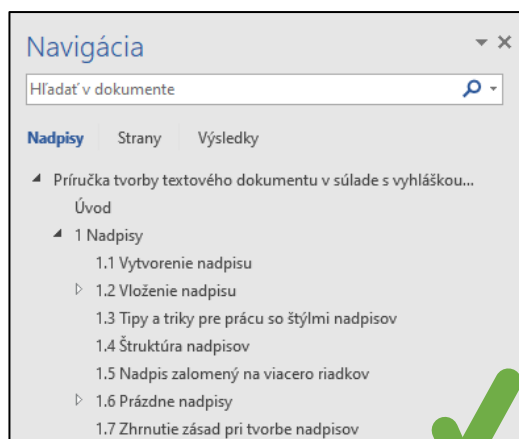 Navigácia
Hľadať v dokumente
Nadpisy Strany Výsledky
Príručka tvorby textového dokumentu v súlade s vyhláškou...
Úvod
1 Nadpisy
1.1 Vytvorenie nadpisu
1.2 Vloženie nadpisu
1.3 Tipy a triky pre prácu so štýlmi nadpisov
1.4 Štruktúra nadpisov
1.5 Nadpis zalomený na viacero riadkov
1.6 Prázdne nadpisy
1.7 Zhrnutie zásad pri tvorbe nadpisov